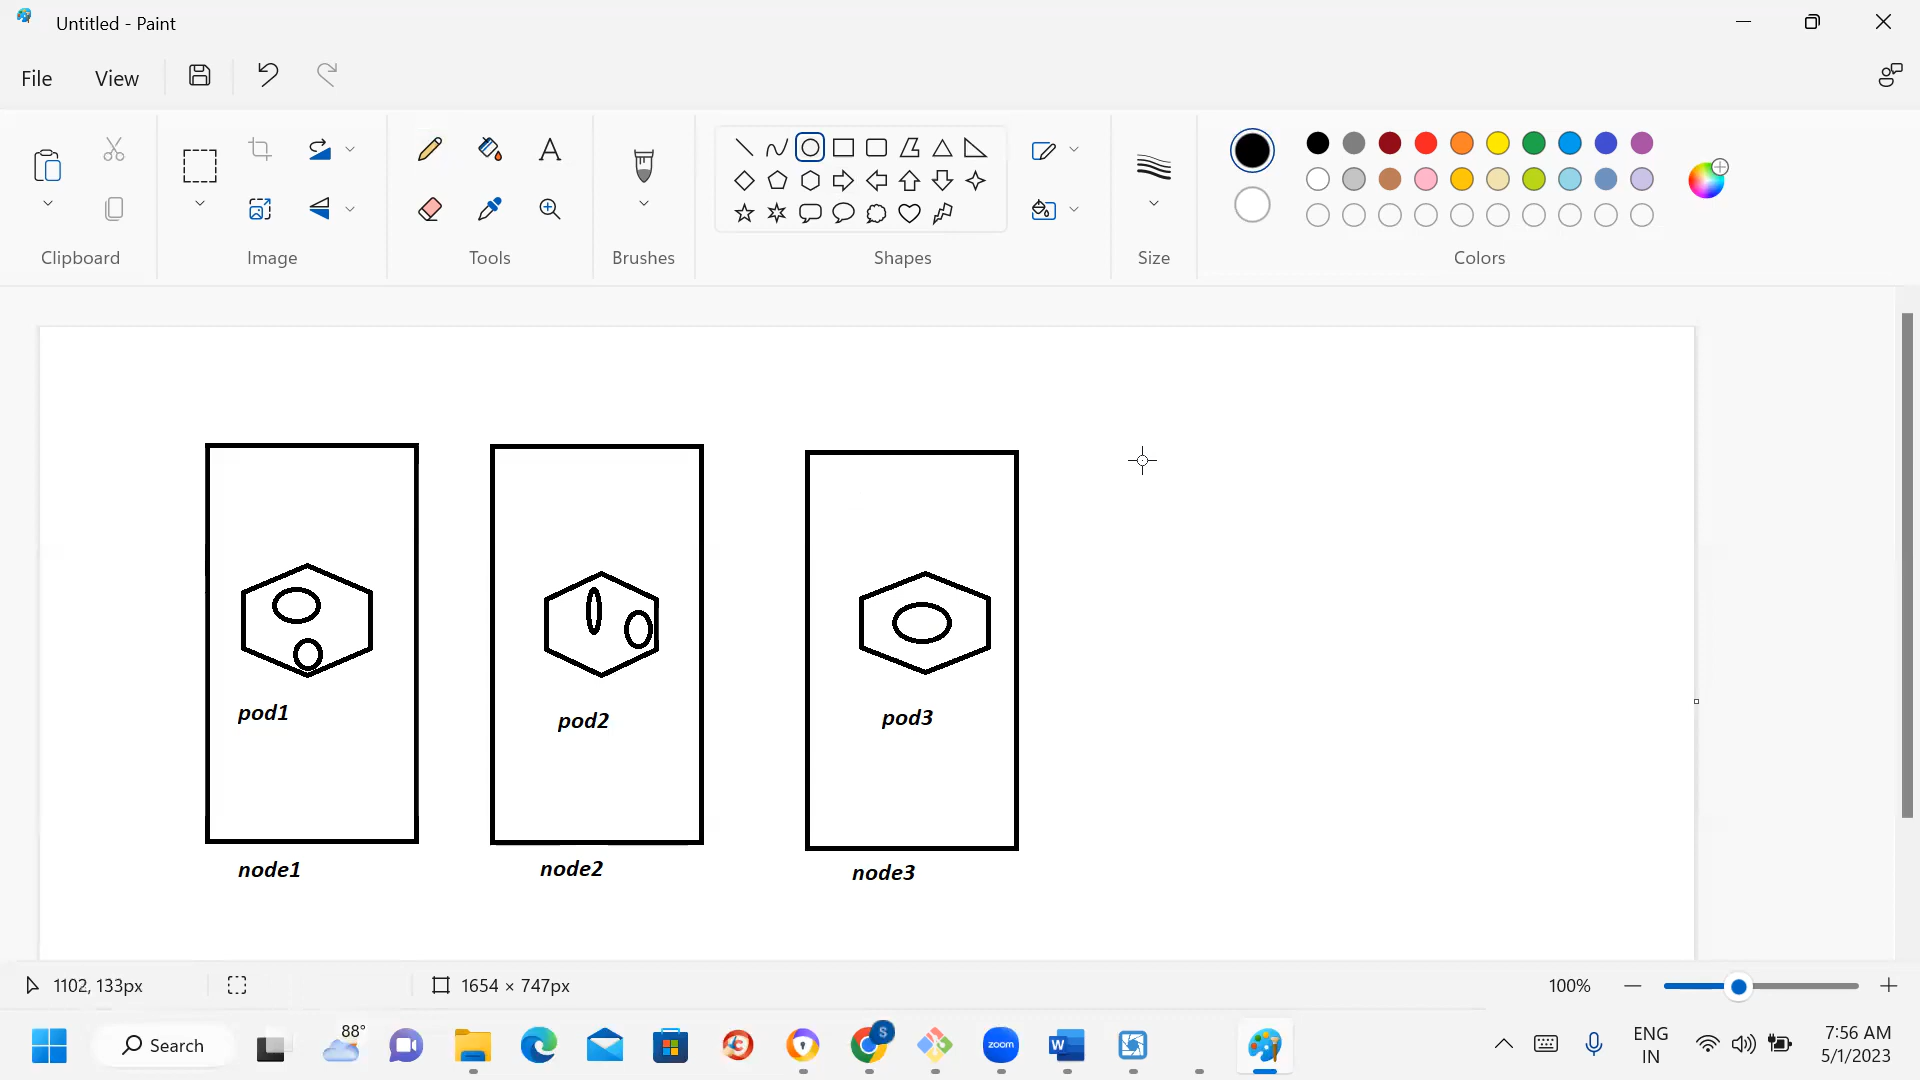 Untitled - Paint
File View
Clipboard Image Tools Brushes Shapes Size Colors
pod1 pod2 pod3
node1 node2 node3
1102, 133px 1654 × 747px 100%
Search 88° S zoom W ENG 7:56 AM
IN 5/1/2023